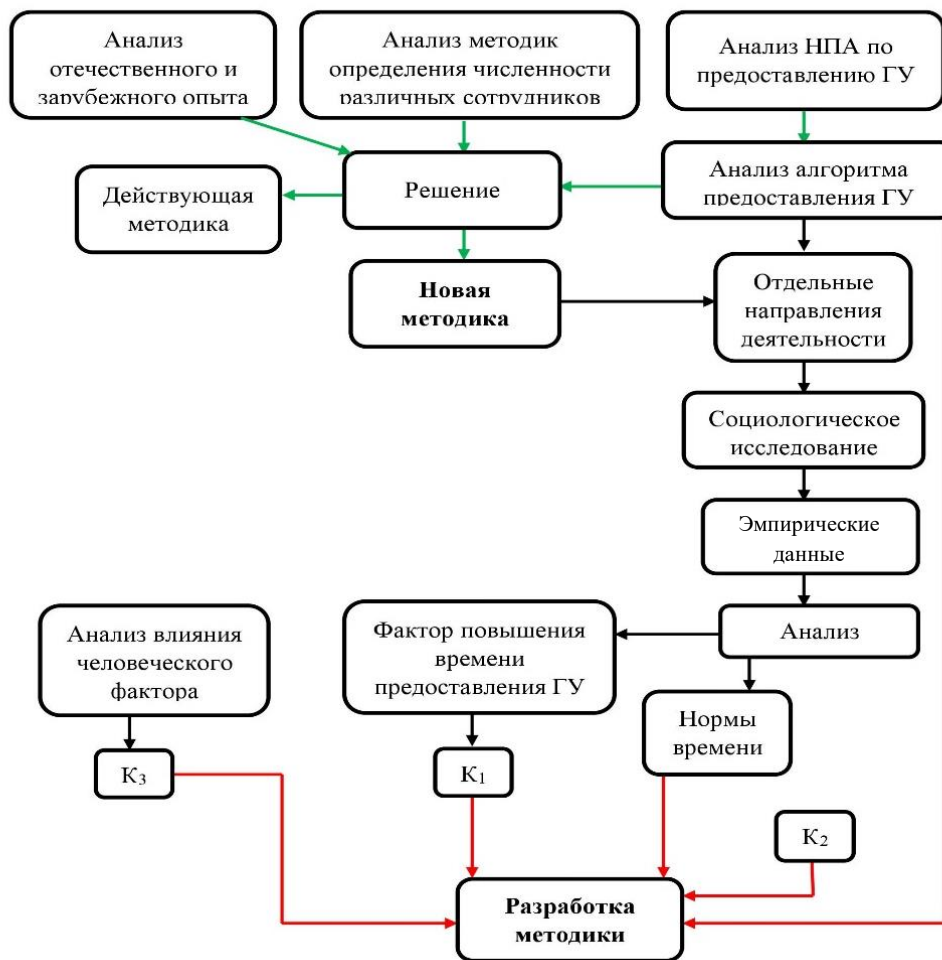 Анализ
отечественного и
зарубежного опыта
Анализ методик
определения численности
различных сотрудников
Анализ НПА по
предоставлению ГУ
Действующая
методика
Решение
Анализ алгоритма
предоставления ГУ
Новая
методика
Отдельные
направления
деятельности
Социологическое
исследование
Эмпирические
данные
Анализ
Фактор повышения
времени
предоставления ГУ
Анализ влияния
человеческого
фактора
Нормы
времени
К₃
К₁
К₂
Разработка
методики